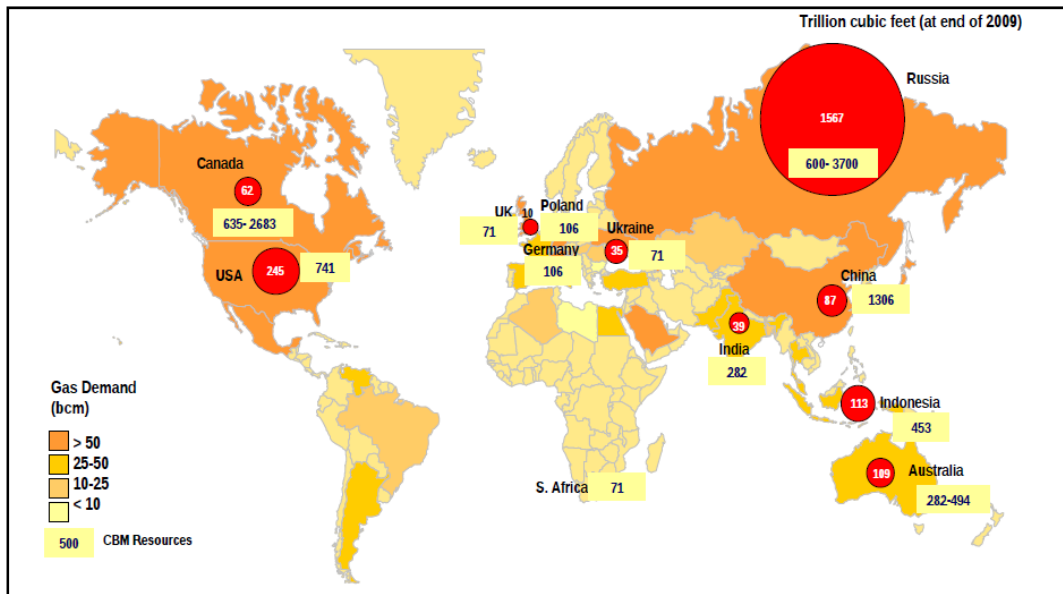 Trillion cubic feet (at end of 2009)
Russia
1567
600- 3700
Canada
62
635- 2683
USA
245
741
UK
10
71
Poland
106
Ukraine
35
71
Germany
106
China
87
1306
39
India
282
113
Indonesia
453
109
Australia
282-494
S. Africa
71
Gas Demand
(bcm)
> 50
25-50
10-25
< 10
500
CBM Resources